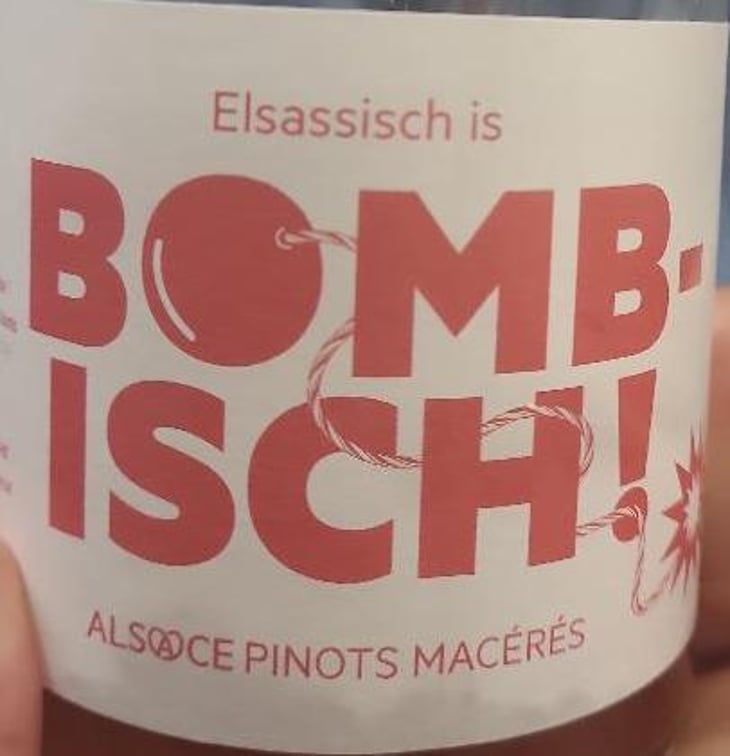 Elsassisch is
BOMB-
ISCH!
ALSACE PINOTS MACÉRÉS